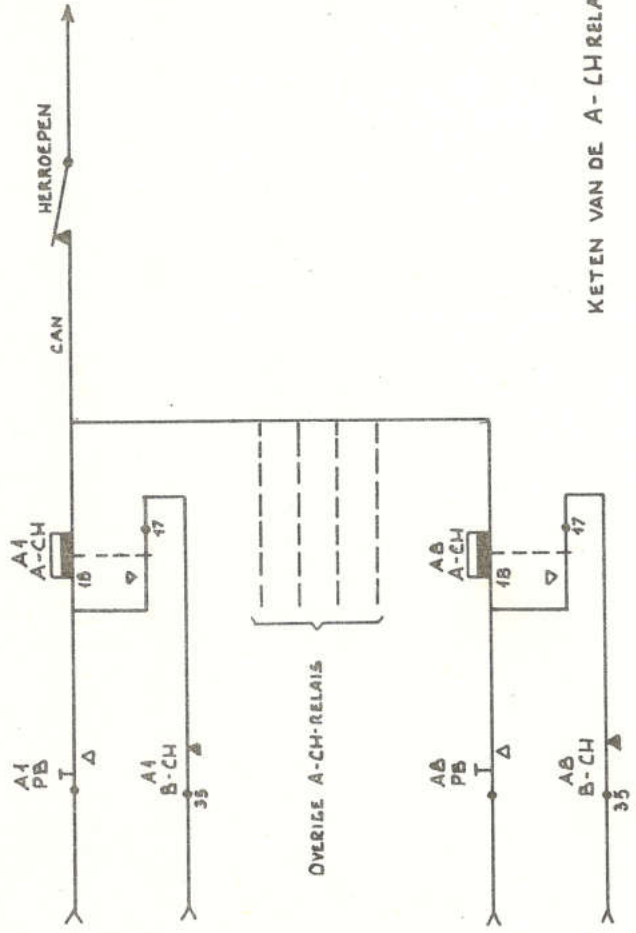 HERROEPEN
CAN
A1
A-CH
18
17
A1
PB
A1
B-CH
35
OVERIGE A-CH-RELAIS
A8
A-CH
18
17
A8
PB
A8
B-CH
35
KETEN VAN DE A-CH RELA